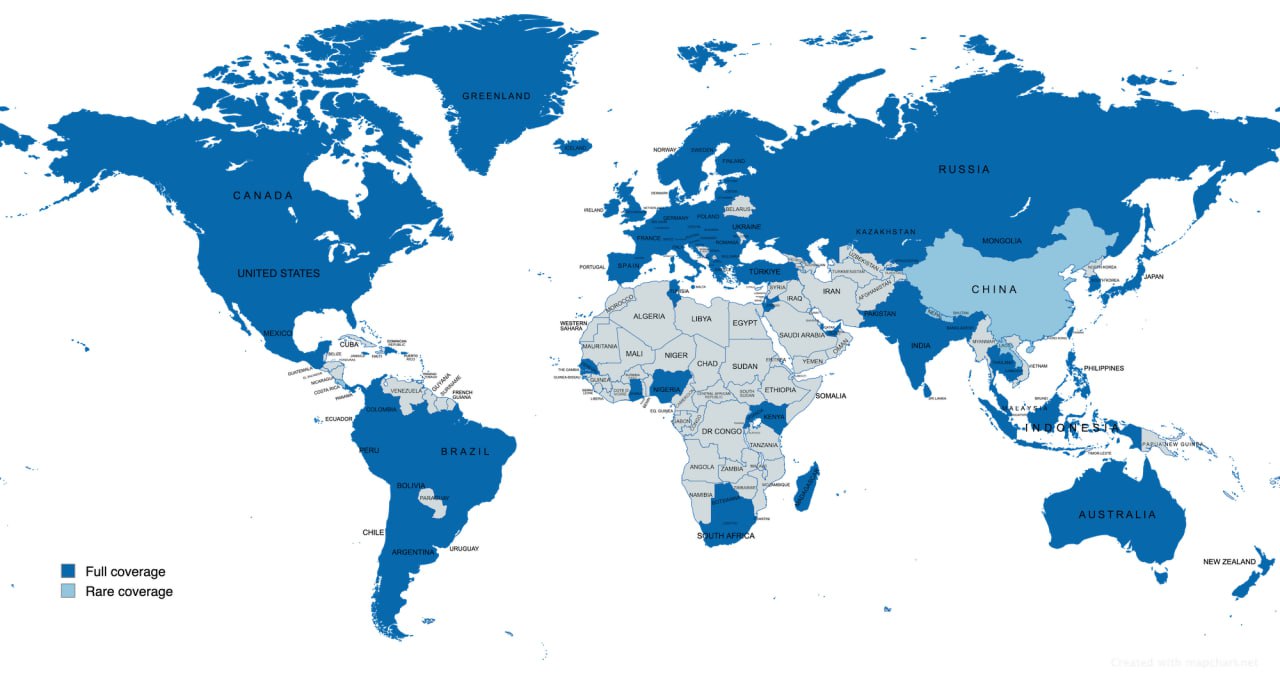 GREENLAND
ICELAND
NORWAY
SWEDEN
FINLAND
RUSSIA
CANADA
DENMARK
IRELAND
BELARUS
GERMANY
POLAND
UKRAINE
FRANCE
ROMANIA
KAZAKHSTAN
MONGOLIA
UNITED STATES
PORTUGAL
SPAIN
TÜRKIYE
UZBEKISTAN
TURKMENISTAN
NORTH KOREA
SOUTH KOREA
JAPAN
CHINA
MALTA
SYRIA
IRAQ
IRAN
AFGHANISTAN
MOROCCO
ALGERIA
LIBYA
EGYPT
PAKISTAN
NEPAL
BHUTAN
BANGLADESH
WESTERN
SAHARA
SAUDI ARABIA
OMAN
INDIA
MYANMAR
LAOS
MEXICO
CUBA
DOMINICAN
REPUBLIC
HAITI
PUERTO
RICO
BELIZE
GUATEMALA
NICARAGUA
COSTA RICA
PANAMA
MAURITANIA
MALI
NIGER
CHAD
SUDAN
ERITREA
YEMEN
VIETNAM
PHILIPPINES
THE GAMBIA
GUINEA-BISSAU
GUINEA
LIBERIA
NIGERIA
CENTRAL AFRICAN
REPUBLIC
SOUTH
SUDAN
ETHIOPIA
SOMALIA
SRI LANKA
BRUNEI
MALAYSIA
VENEZUELA
GUYANA
SURINAME
FRENCH
GUIANA
COLOMBIA
ECUADOR
EQ. GUINEA
GABON
CONGO
DR CONGO
KENYA
TANZANIA
INDONESIA
PAPUA NEW GUINEA
TIMOR-LESTE
PERU
BRAZIL
BOLIVIA
PARAGUAY
ANGOLA
ZAMBIA
MALAWI
MOZAMBIQUE
ZIMBABWE
NAMIBIA
BOTSWANA
MADAGASCAR
SOUTH AFRICA
AUSTRALIA
CHILE
ARGENTINA
URUGUAY
NEW ZEALAND
Full coverage
Rare coverage
Created with mapchart.net